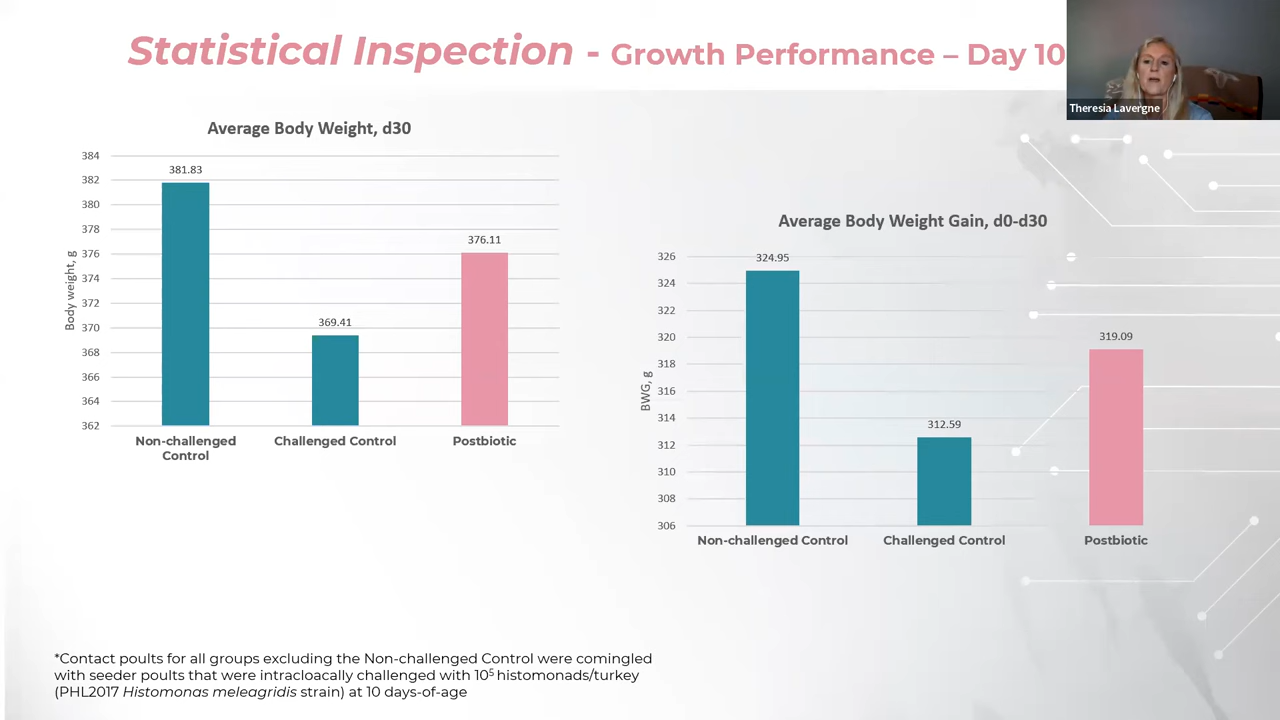 Statistical Inspection - Growth Performance – Day 10
Theresia Lavergne
Average Body Weight, d30
Body weight, g
384
382
380
378
376
374
372
370
368
366
364
362
381.83
369.41
376.11
Non-challenged
Control
Challenged Control
Postbiotic
Average Body Weight Gain, d0-d30
BWG, g
326
324
322
320
318
316
314
312
310
308
306
324.95
312.59
319.09
Non-challenged Control
Challenged Control
Postbiotic
*Contact poults for all groups excluding the Non-challenged Control were comingled
with seeder poults that were intracloacally challenged with 10⁵ histomonads/turkey
(PHL2017 Histomonas meleagridis strain) at 10 days-of-age